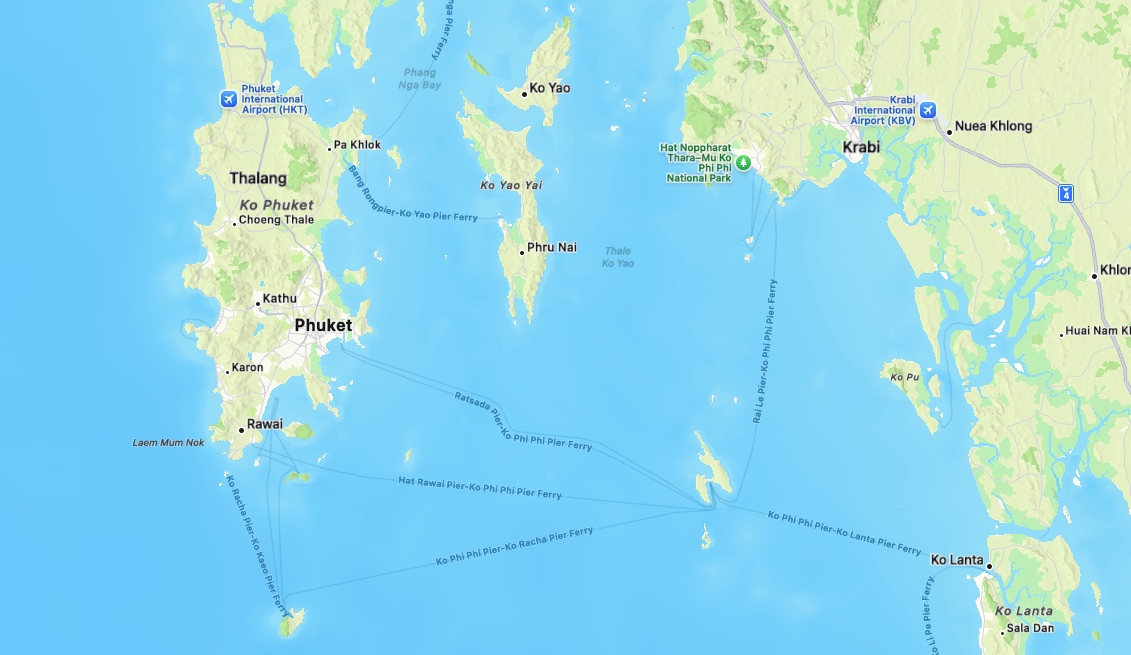 nga Pier Ferry
Phang
Nga Bay
Ko Yao
Phuket
International
Airport (HKT)
Krabi
International
Airport (KBV)
Nuea Khlong
Pa Khlok
Krabi
Hat Noppharat
Thara–Mu Ko
Phi Phi
National Park
Thalang
Ko Yao Yai
4
Ko Phuket
Bang Rongpier-Ko Yao Pier Ferry
Choeng Thale
Phru Nai
Thale
Ko Yao
Khlor
Kathu
Phuket
Rai Le Pier-Ko Phi Phi Pier Ferry
Huai Nam Kl
Karon
Ko Pu
Ratsada Pier-Ko Phi Phi Pier Ferry
Rawai
Laem Mum Nok
Hat Rawai Pier-Ko Phi Phi Pier Ferry
Ko Racha Pier-Ko Kaeo Pier Ferry
Ko Phi Phi Pier-Ko Lanta Pier Ferry
Ko Phi Phi Pier-Ko Racha Pier Ferry
Ko Lanta
o Li Pe Pier Ferry
Ko Lanta
Sala Dan